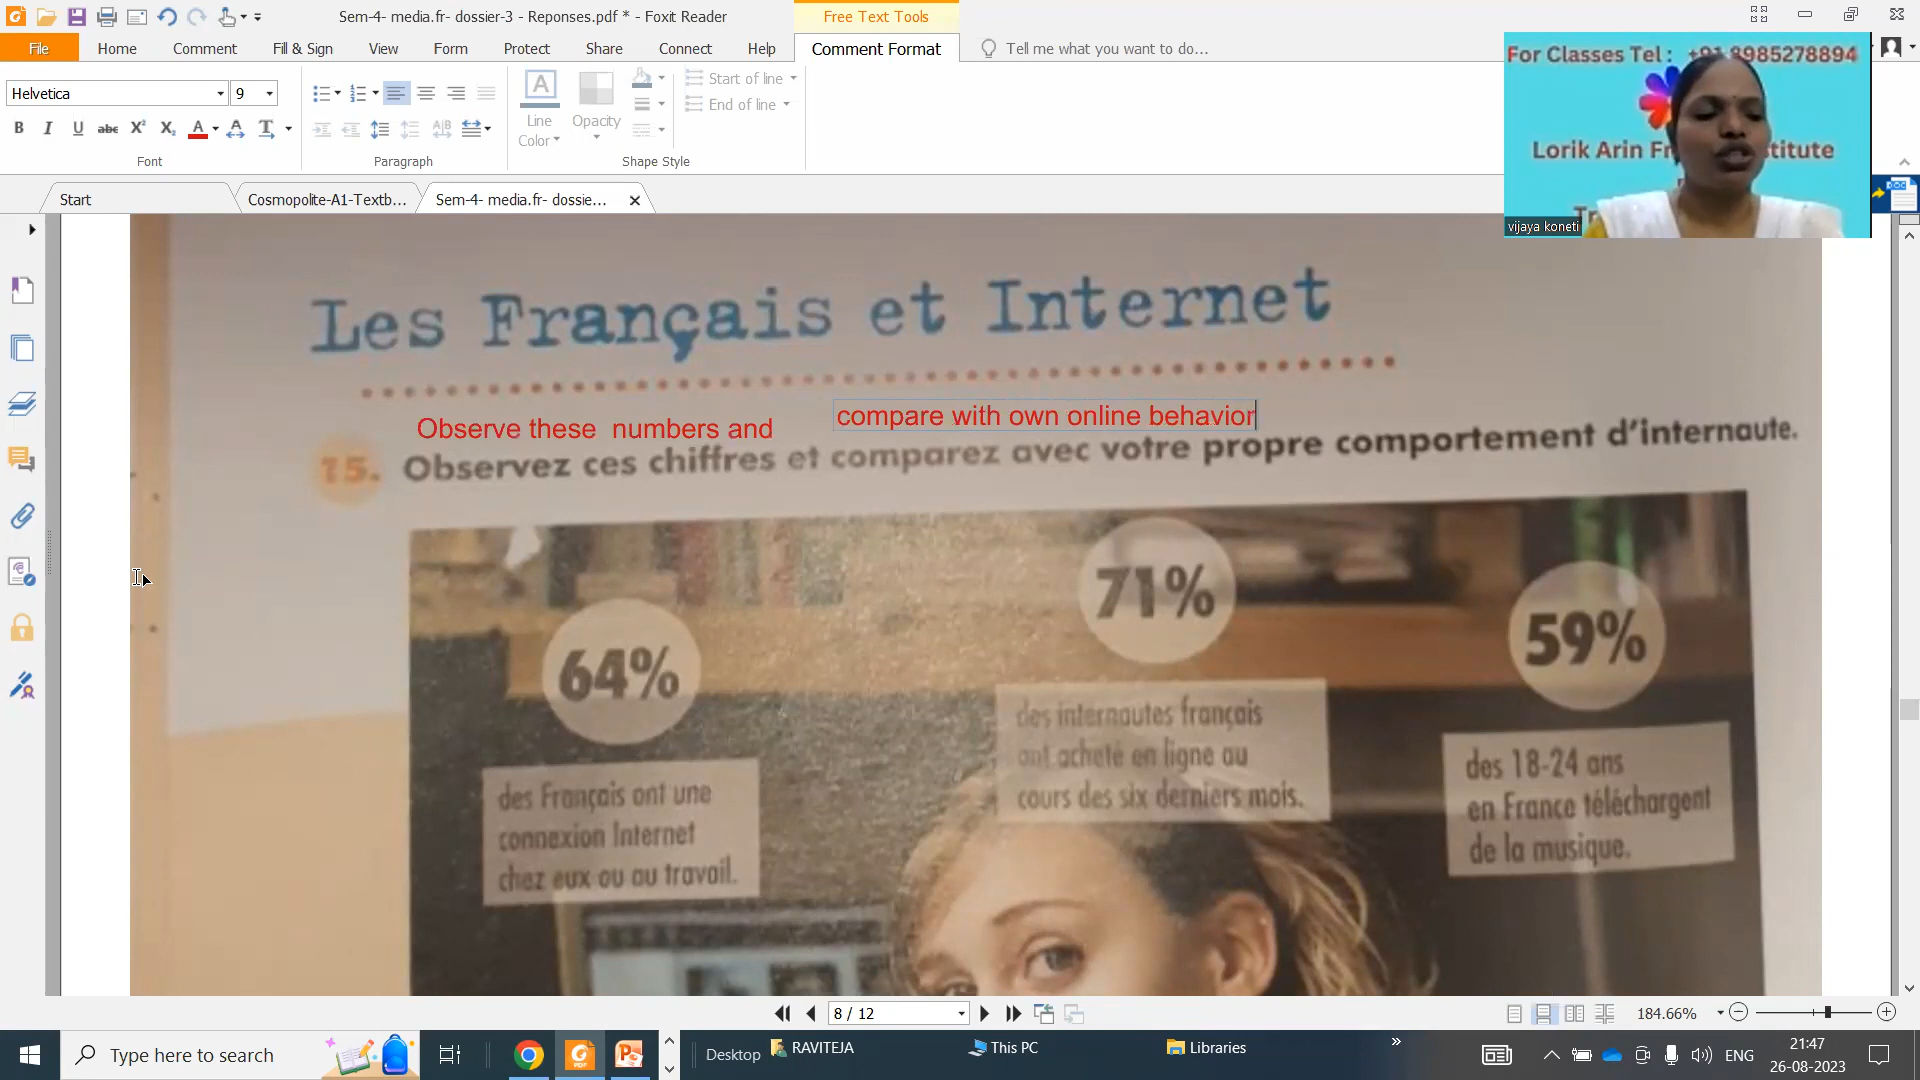 Sem-4- media.fr- dossier-3 - Reponses.pdf * - Foxit Reader
Free Text Tools
File Home Comment Fill & Sign View Form Protect Share Connect Help Comment Format Tell me what you want to do...
For Classes Tel : +91 8985278894
Lorik Arin Fr titute
vijaya koneti
Helvetica 9
Line Color
Opacity
Start of line
End of line
Font Paragraph Shape Style
Start Cosmopolite-A1-Textb... Sem-4- media.fr- dossie...
Les Français et Internet
Observe these numbers and compare with own online behavior
15. Observez ces chiffres et comparez avec votre propre comportement d'internaute.
64%
des Français ont une
connexion Internet
chez eux ou au travail.
71%
des internautes français
ont acheté en ligne au
cours des six derniers mois.
59%
des 18-24 ans
en France téléchargent
de la musique.
8 / 12
184.66%
Type here to search
Desktop
RAVITEJA
This PC
Libraries
ENG
21:47
26-08-2023